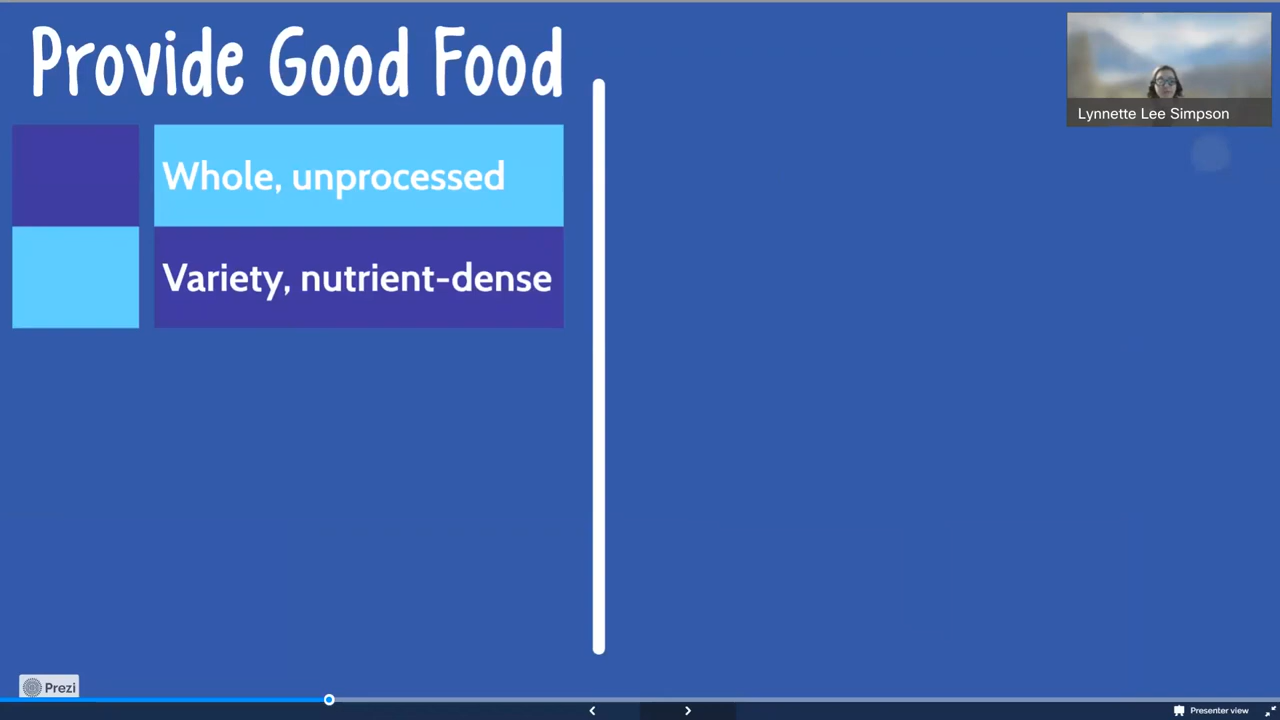 Provide Good Food
Lynnette Lee Simpson
Whole, unprocessed
Variety, nutrient-dense
Prezi
Presenter view